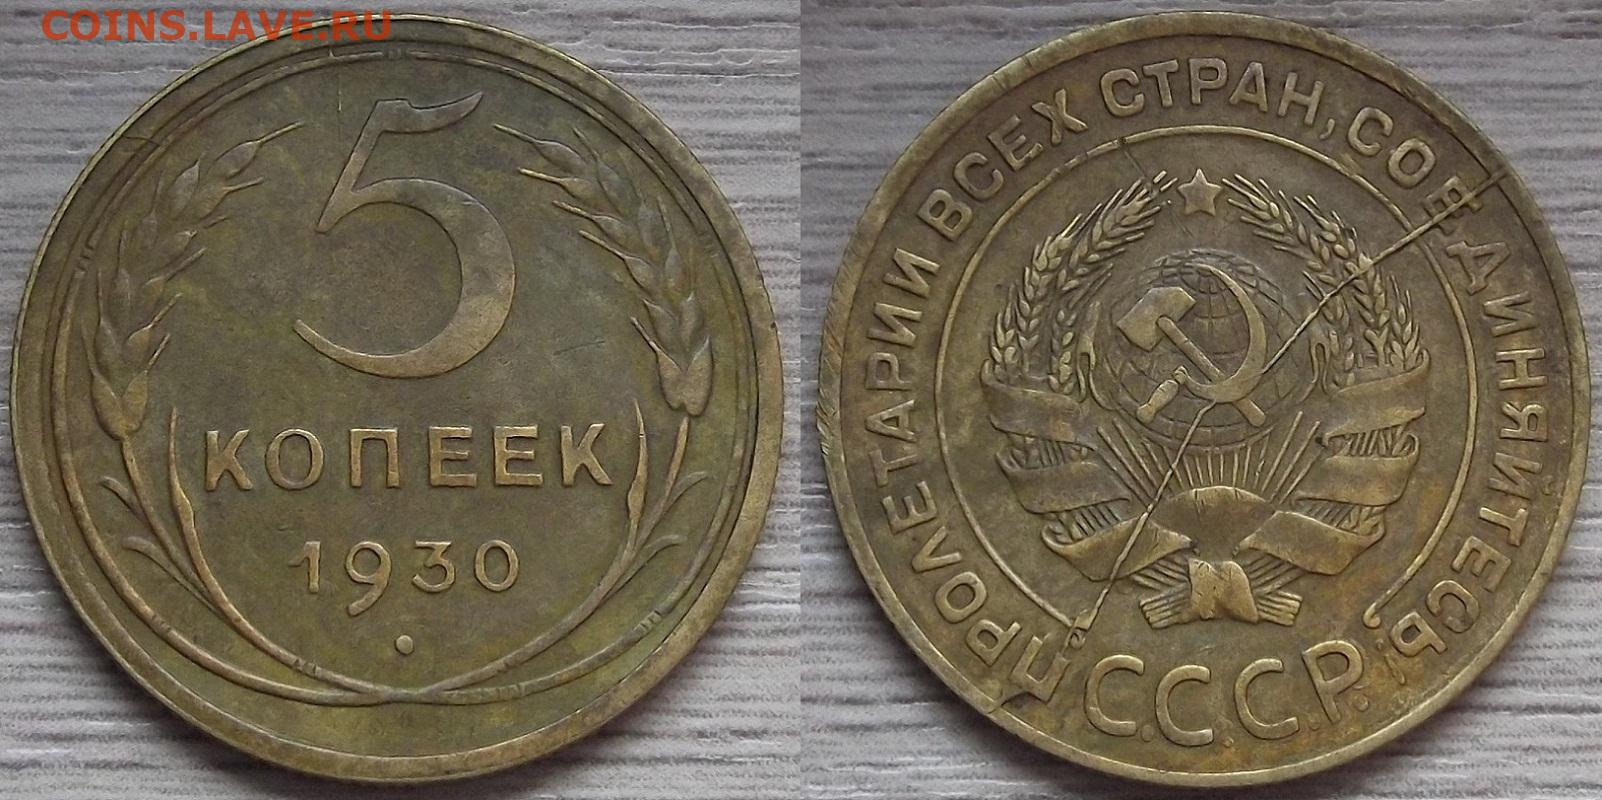 COINS.LAVE.RU
5
КОПЕЕК
1930
ПРОЛЕТАРИИ ВСЕХ СТРАН, СОЕДИНЯЙТЕСЬ!
С.С.С.Р.